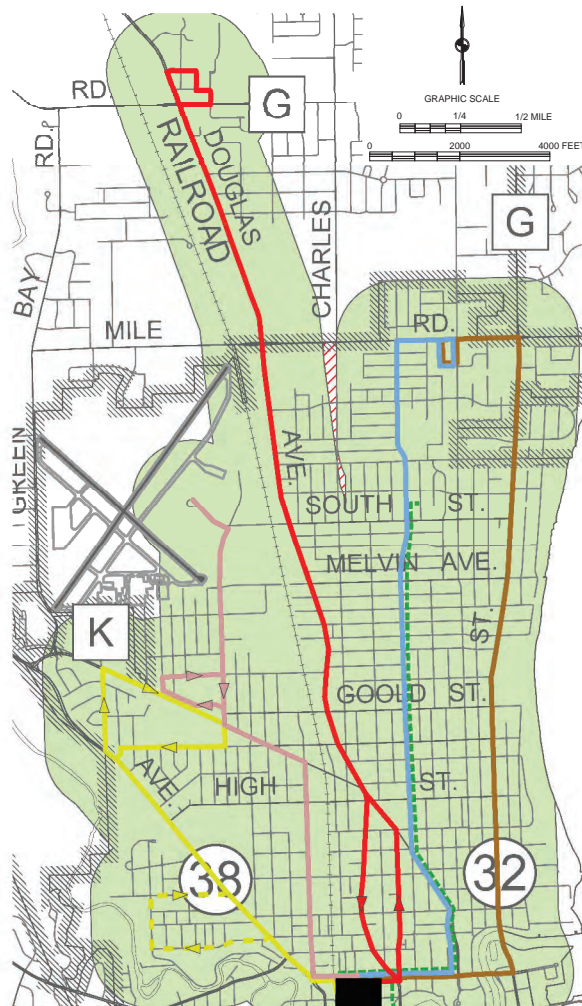 GRAPHIC SCALE
0 1/4 1/2 MILE
0 2000 4000 FEET
RD.
G
RD.
DOUGLAS
RAILROAD
CHARLES
G
BAY
MILE
RD.
GREEN
AVE.
SOUTH ST.
MELVIN AVE.
ST.
K
GOOLD ST.
AVE.
HIGH ST.
38
32